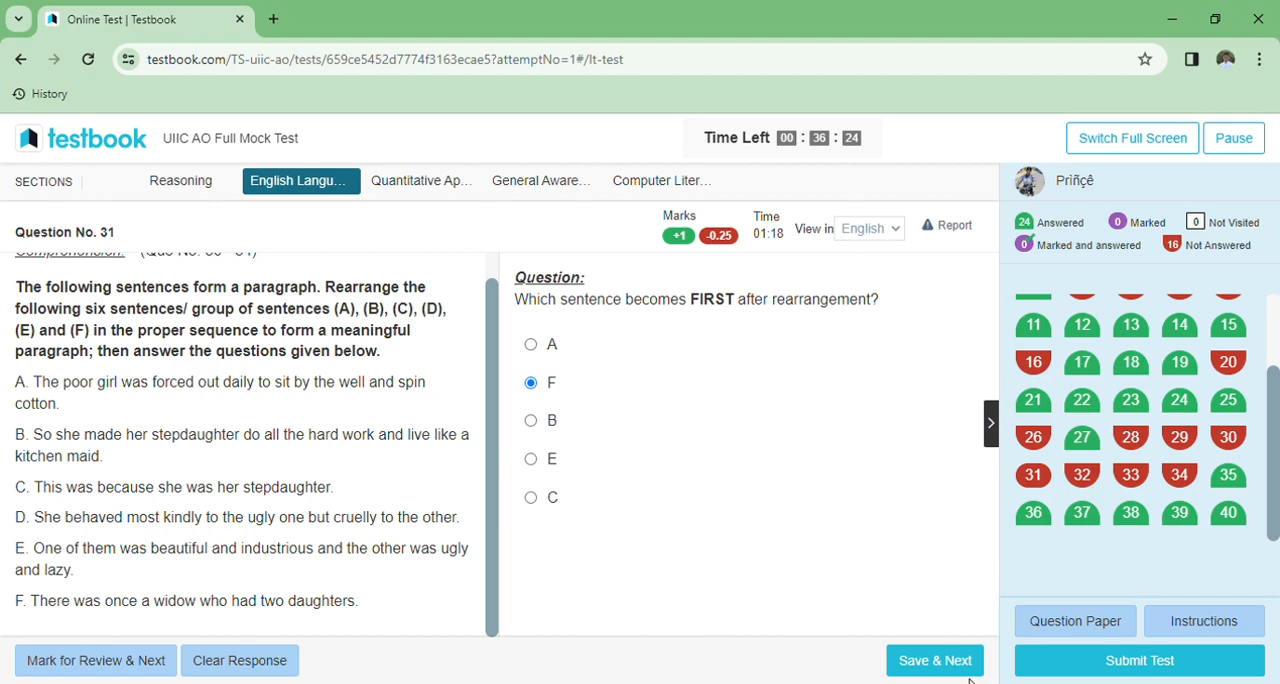 Online Test | Testbook
testbook.com/TS-uiic-ao/tests/659ce5452d7774f3163ecae5?attemptNo=1#/lt-test
History
testbook UIIC AO Full Mock Test
Time Left 00 : 36 : 24
Switch Full Screen Pause
SECTIONS Reasoning English Langu... Quantitative Ap... General Aware... Computer Liter...
Priñçê
Question No. 31
Marks
+1 -0.25
Time
01:18
View in English
Report
24 Answered 0 Marked 0 Not Visited
0 Marked and answered 16 Not Answered
The following sentences form a paragraph. Rearrange the
following six sentences/ group of sentences (A), (B), (C), (D),
(E) and (F) in the proper sequence to form a meaningful
paragraph; then answer the questions given below.
A. The poor girl was forced out daily to sit by the well and spin
cotton.
B. So she made her stepdaughter do all the hard work and live like a
kitchen maid.
C. This was because she was her stepdaughter.
D. She behaved most kindly to the ugly one but cruelly to the other.
E. One of them was beautiful and industrious and the other was ugly
and lazy.
F. There was once a widow who had two daughters.
Question:
Which sentence becomes FIRST after rearrangement?
A
F
B
E
C
11 12 13 14 15
16 17 18 19 20
21 22 23 24 25
26 27 28 29 30
31 32 33 34 35
36 37 38 39 40
Question Paper Instructions
Mark for Review & Next Clear Response Save & Next Submit Test